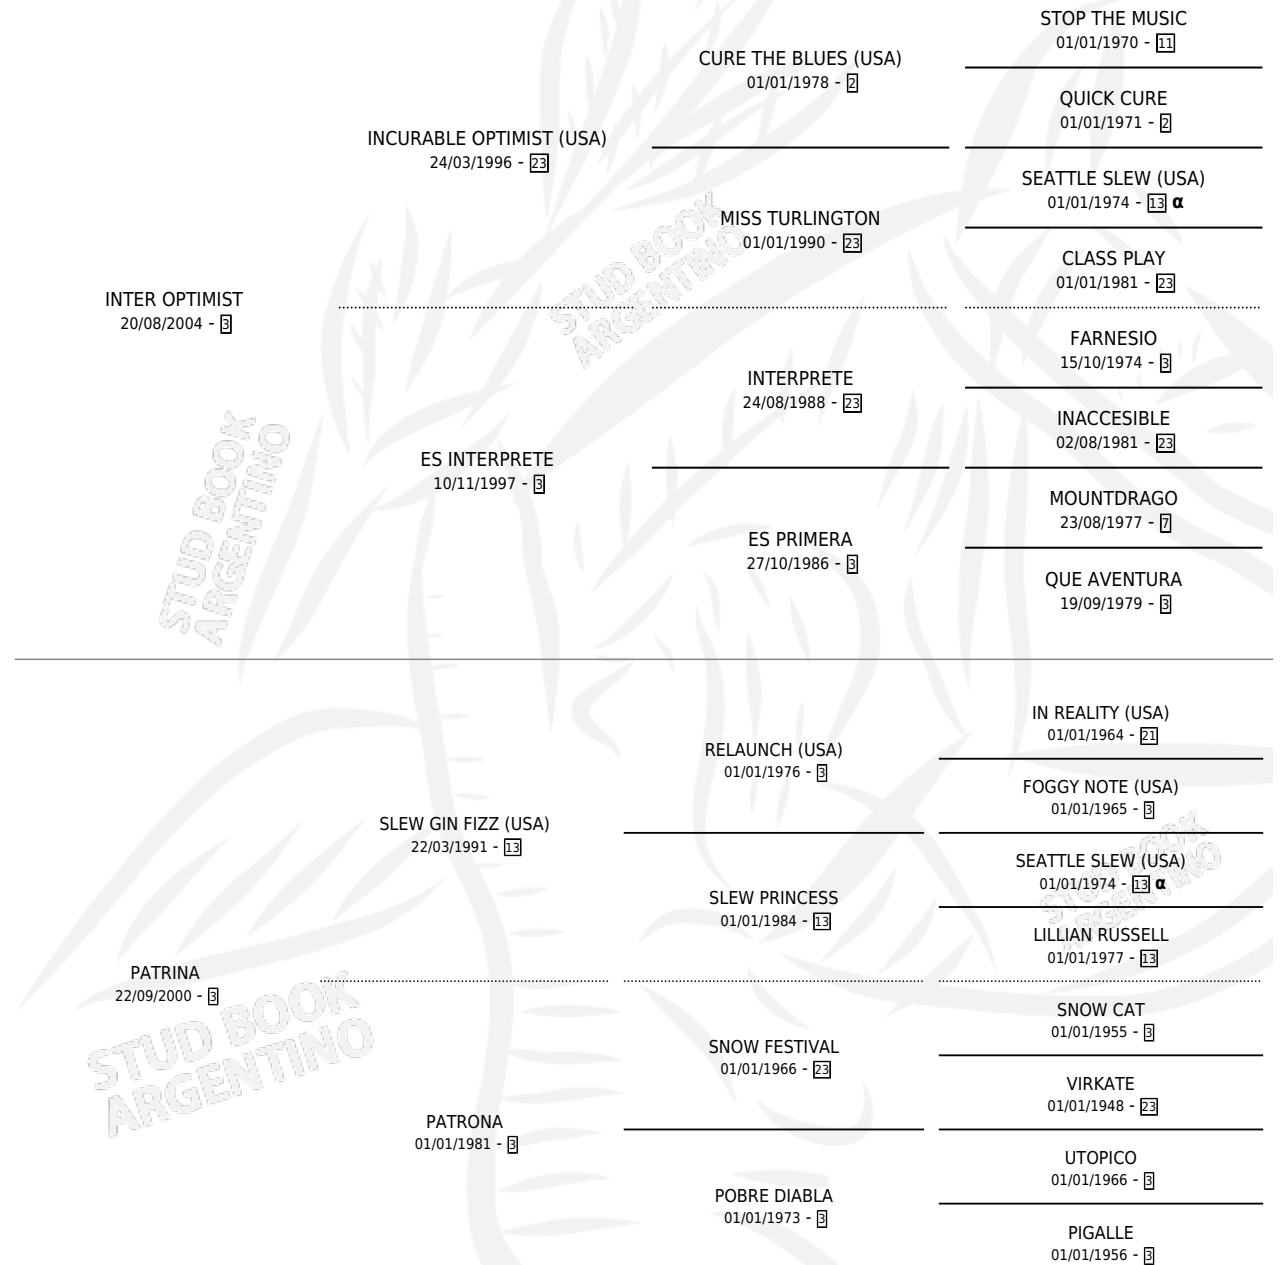 STOP THE MUSIC
01/01/1970 - 11
CURE THE BLUES (USA)
01/01/1978 - 2
QUICK CURE
01/01/1971 - 2
INCURABLE OPTIMIST (USA)
24/03/1996 - 23
SEATTLE SLEW (USA)
01/01/1974 - 13 α
MISS TURLINGTON
01/01/1990 - 23
CLASS PLAY
01/01/1981 - 23
INTER OPTIMIST
20/08/2004 - 3
FARNESIO
15/10/1974 - 3
INTERPRETE
24/08/1988 - 23
INACCESIBLE
02/08/1981 - 23
ES INTERPRETE
10/11/1997 - 3
MOUNTDRAGO
23/08/1977 - 7
ES PRIMERA
27/10/1986 - 3
QUE AVENTURA
19/09/1979 - 3
IN REALITY (USA)
01/01/1964 - 21
RELAUNCH (USA)
01/01/1976 - 3
FOGGY NOTE (USA)
01/01/1965 - 3
SLEW GIN FIZZ (USA)
22/03/1991 - 13
SEATTLE SLEW (USA)
01/01/1974 - 13 α
SLEW PRINCESS
01/01/1984 - 13
LILLIAN RUSSELL
01/01/1977 - 13
PATRINA
22/09/2000 - 3
SNOW CAT
01/01/1955 - 3
SNOW FESTIVAL
01/01/1966 - 23
VIRKATE
01/01/1948 - 23
PATRONA
01/01/1981 - 3
UTOPICO
01/01/1966 - 3
POBRE DIABLA
01/01/1973 - 3
PIGALLE
01/01/1956 - 3
STUD BOOK
ARGENTINO
STUD BOOK
ARGENTINO
STUD BOOK
ARGENTINO
STUD BOOK
ARGENTINO